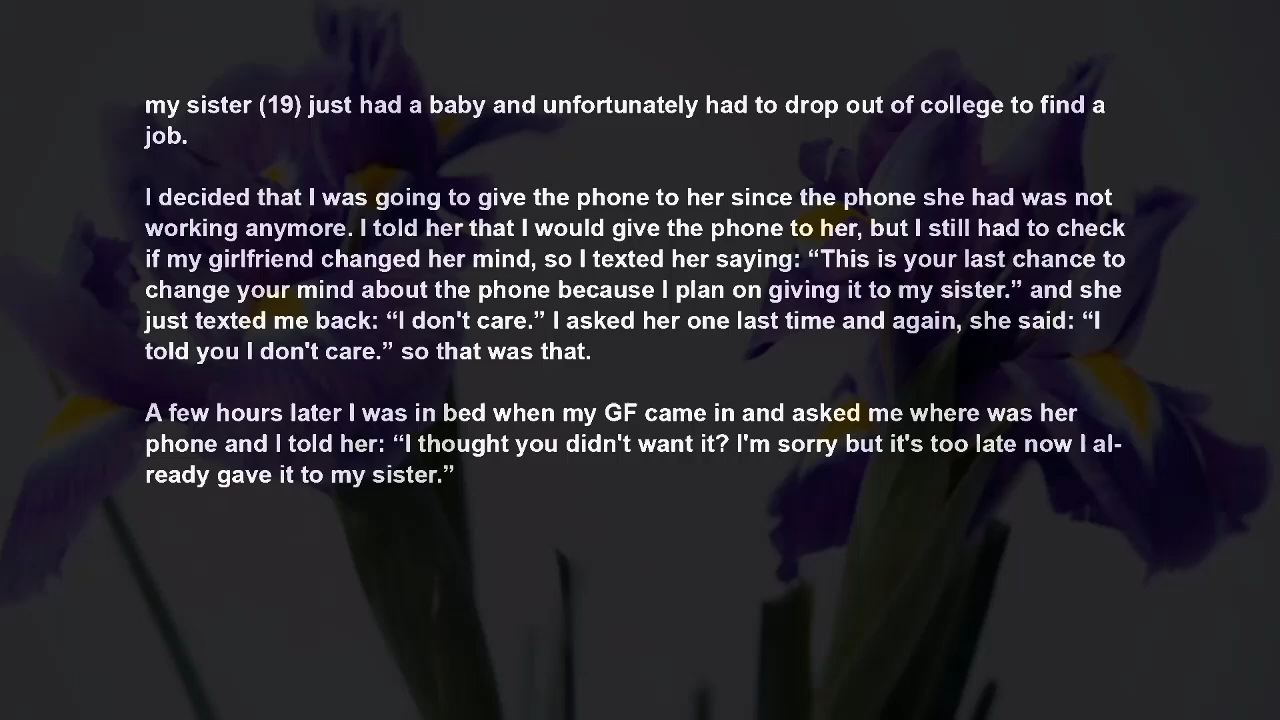 my sister (19) just had a baby and unfortunately had to drop out of college to find a
job.
I decided that I was going to give the phone to her since the phone she had was not
working anymore. I told her that I would give the phone to her, but I still had to check
if my girlfriend changed her mind, so I texted her saying: “This is your last chance to
change your mind about the phone because I plan on giving it to my sister.” and she
just texted me back: “I don't care.” I asked her one last time and again, she said: “I
told you I don't care.” so that was that.
A few hours later I was in bed when my GF came in and asked me where was her
phone and I told her: “I thought you didn't want it? I'm sorry but it's too late now I al-
ready gave it to my sister.”